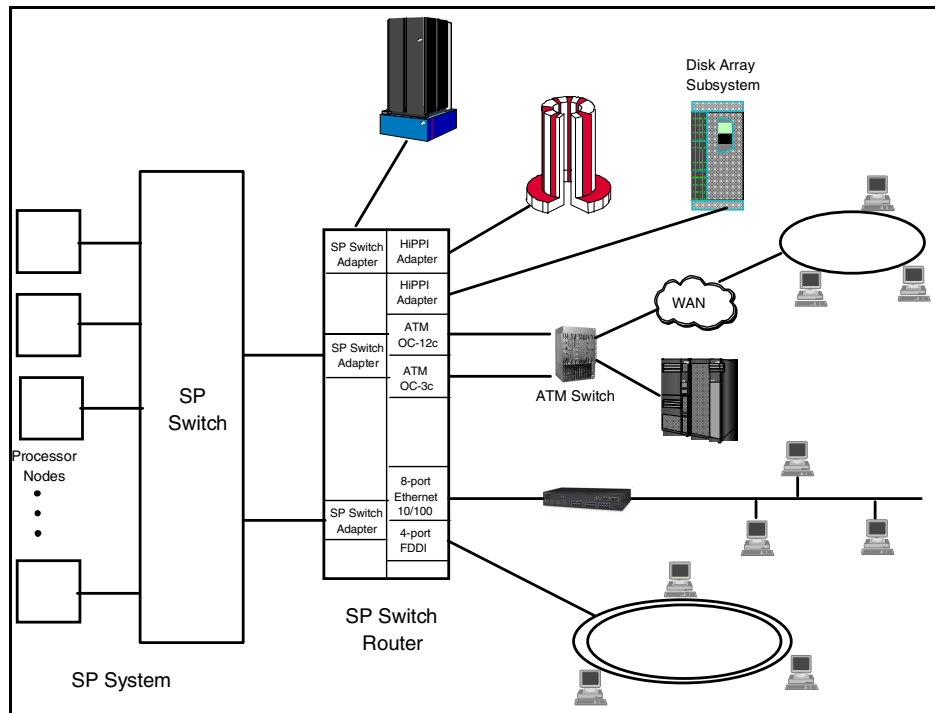 Disk Array
Subsystem
SP Switch
Adapter
HiPPI
Adapter
HiPPI
Adapter
WAN
ATM
OC-12c
SP Switch
Adapter
ATM
OC-3c
ATM Switch
SP
Switch
Processor
Nodes
8-port
Ethernet
10/100
SP Switch
Adapter
4-port
FDDI
SP Switch
Router
SP System